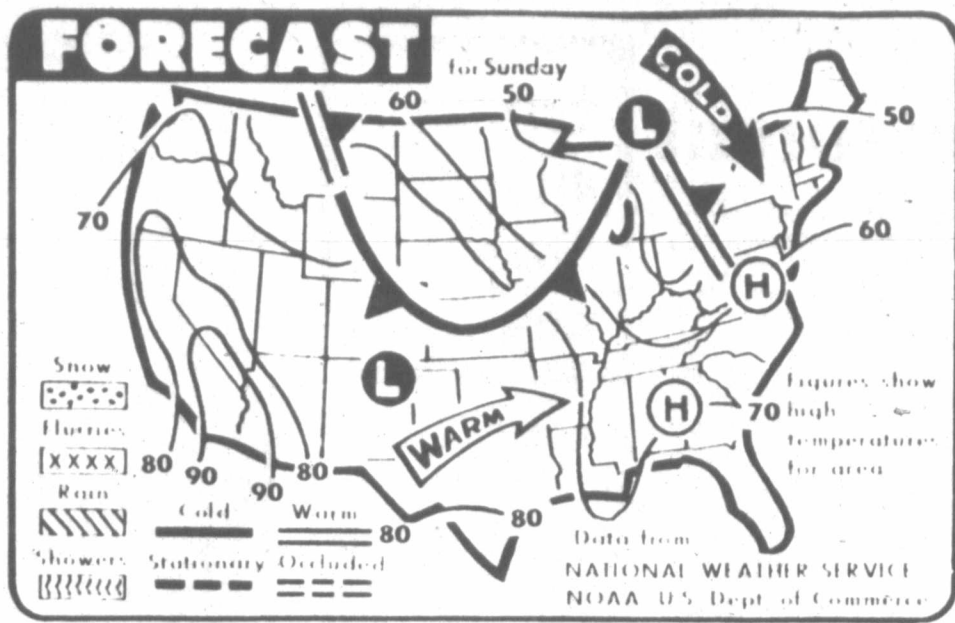 FORECAST
for Sunday
60
50
COLD
L
50
70
60
H
L
Snow
H
Figures show
high
70
temperatures
for area
WARM
Flurries
XXXX
80
90
90
80
Rain
Cold
Warm
80
80
Data from
Showers
Stationary
Occluded
NATIONAL WEATHER SERVICE
NOAA U.S. Dept. of Commerce